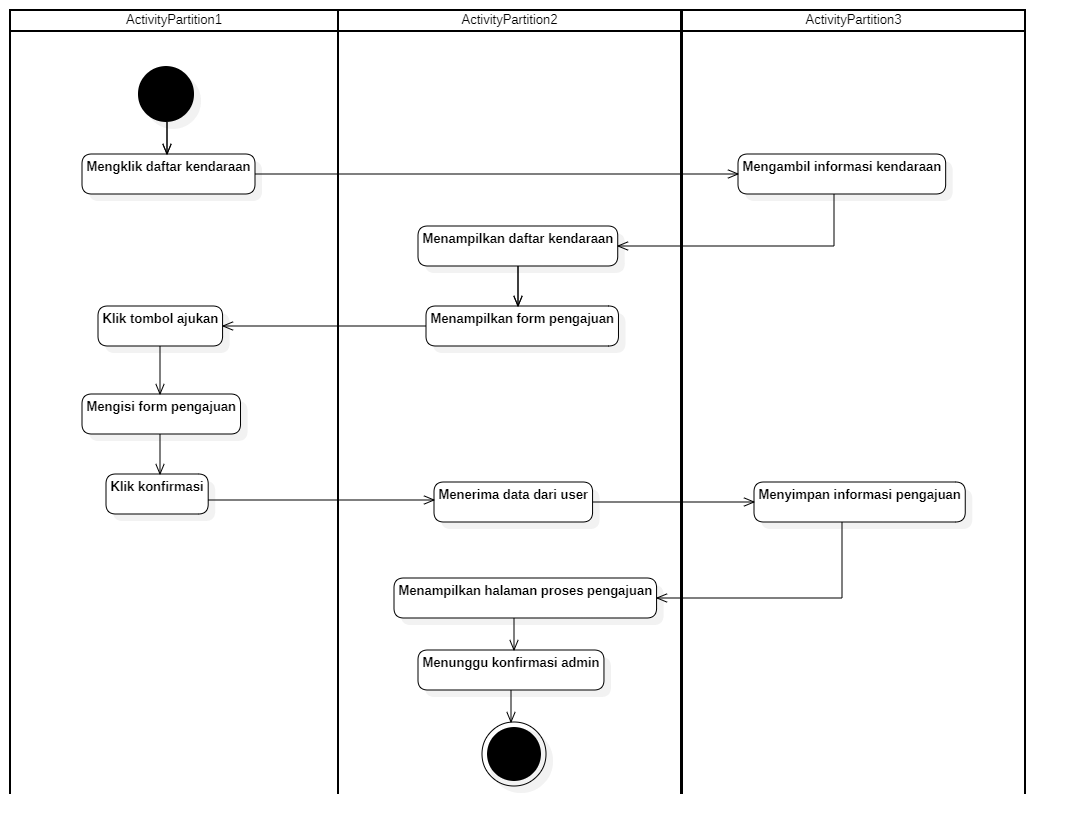 ActivityPartition1
ActivityPartition2
ActivityPartition3
Mengklik daftar kendaraan
Mengambil informasi kendaraan
Menampilkan daftar kendaraan
Klik tombol ajukan
Menampilkan form pengajuan
Mengisi form pengajuan
Klik konfirmasi
Menerima data dari user
Menyimpan informasi pengajuan
Menampilkan halaman proses pengajuan
Menunggu konfirmasi admin